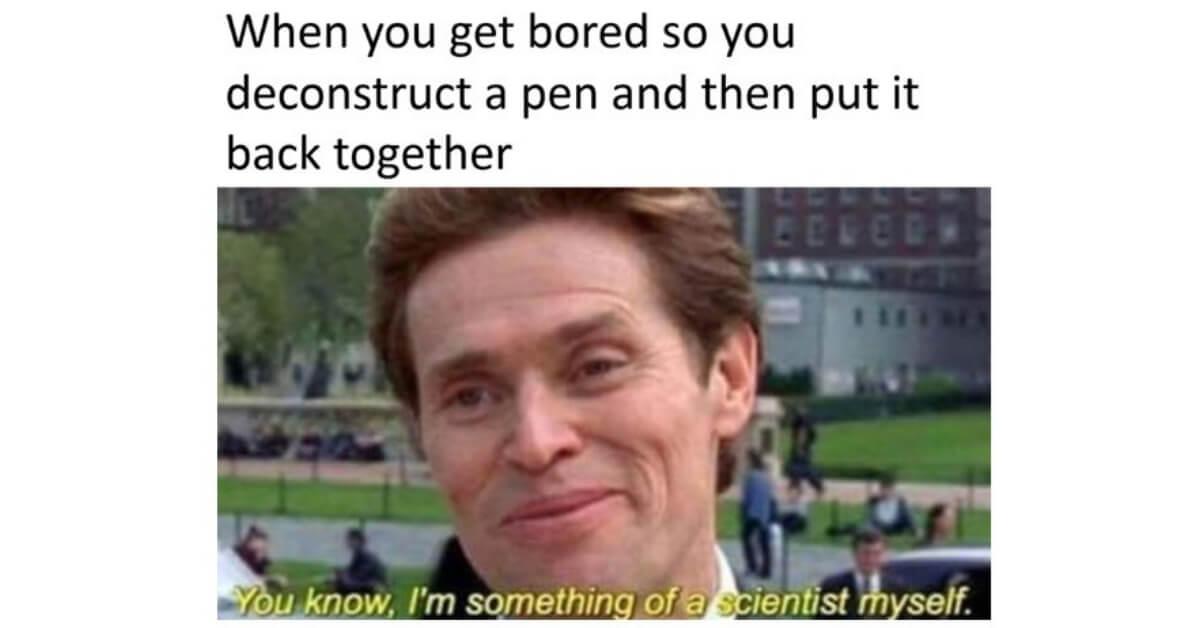 When you get bored so you
deconstruct a pen and then put it
back together
You know, I'm something of a scientist myself.